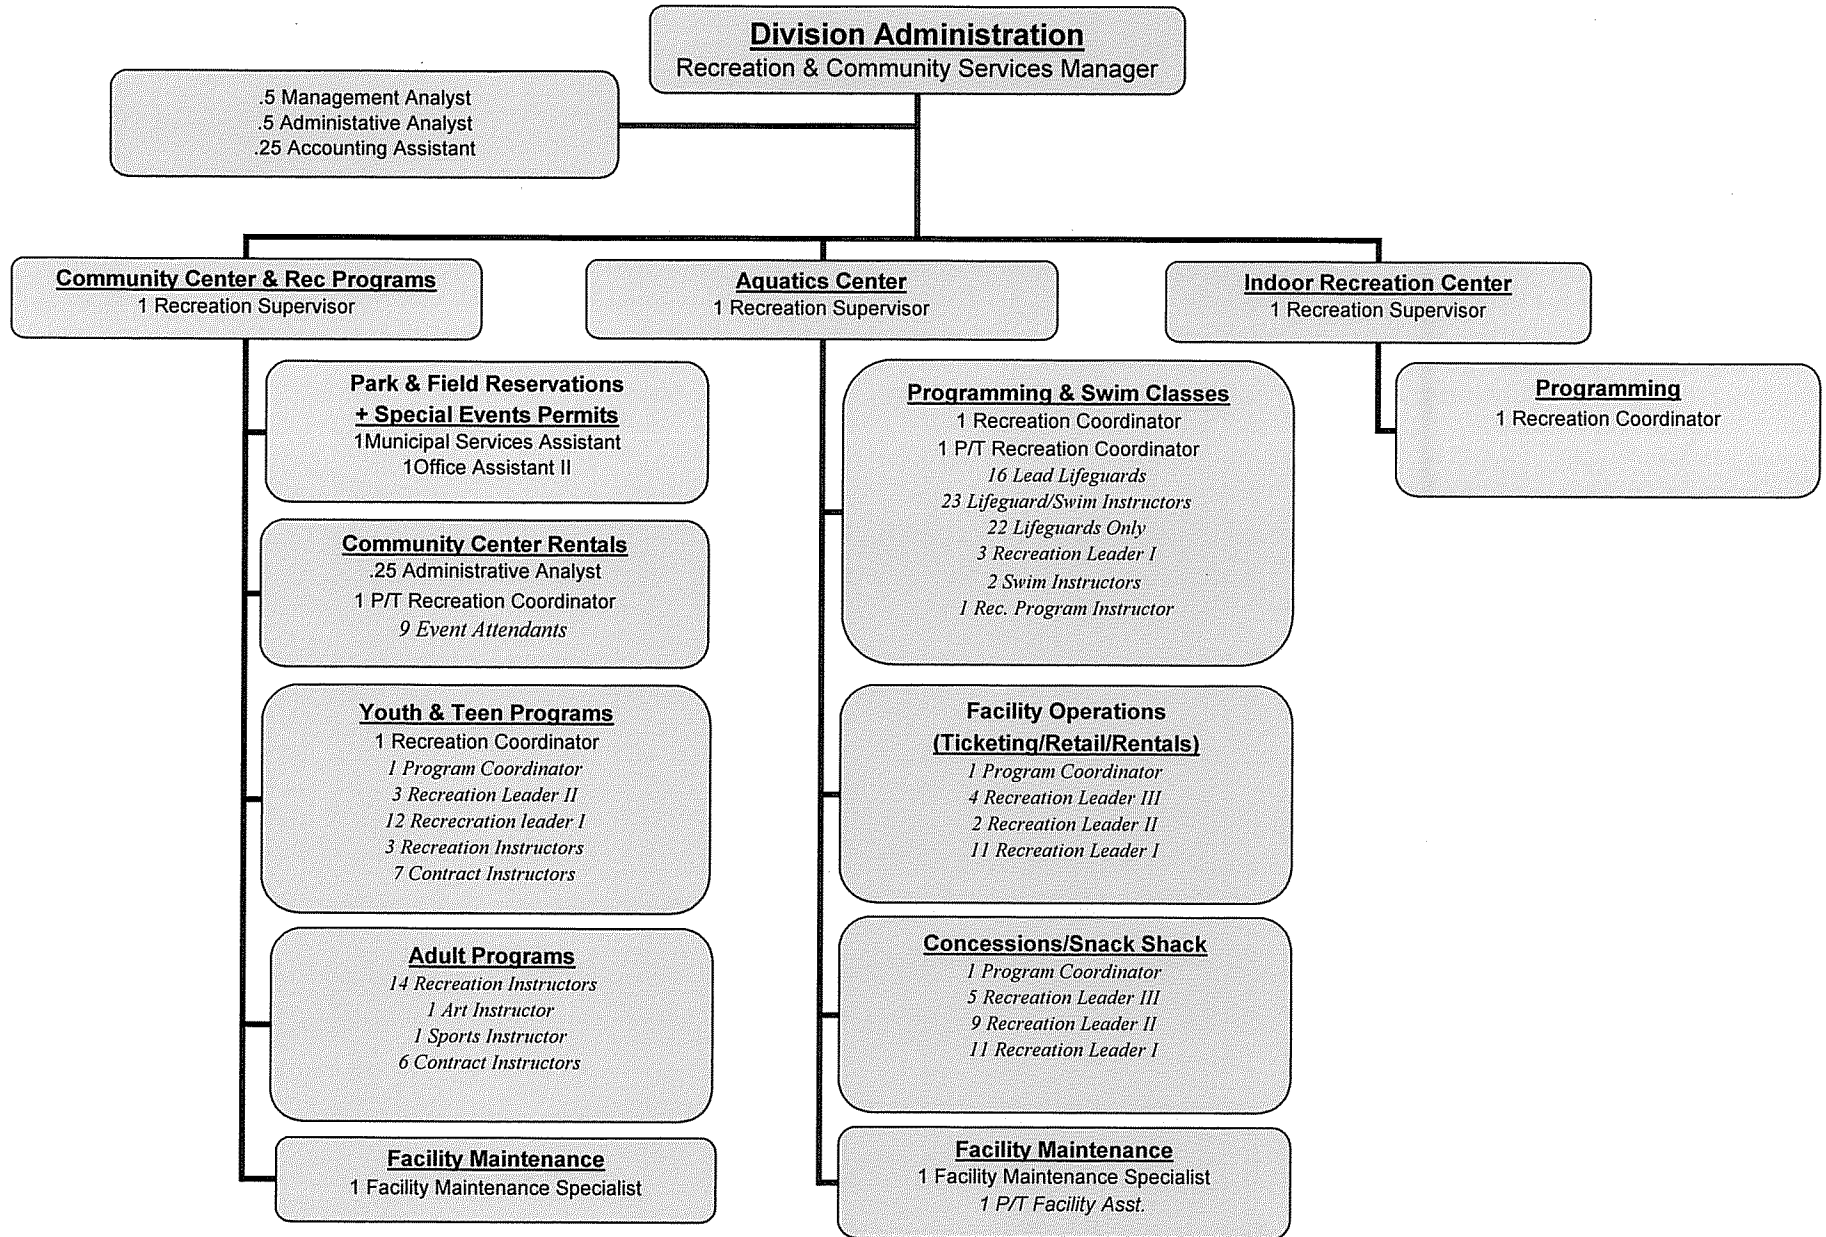 Division Administration
Recreation & Community Services Manager
.5 Management Analyst
.5 Administative Analyst
.25 Accounting Assistant
Community Center & Rec Programs
1 Recreation Supervisor
Park & Field Reservations
+ Special Events Permits
1Municipal Services Assistant
1Office Assistant II
Community Center Rentals
.25 Administrative Analyst
1 P/T Recreation Coordinator
9 Event Attendants
Youth & Teen Programs
1 Recreation Coordinator
1 Program Coordinator
3 Recreation Leader II
12 Recrecration leader I
3 Recreation Instructors
7 Contract Instructors
Adult Programs
14 Recreation Instructors
1 Art Instructor
1 Sports Instructor
6 Contract Instructors
Facility Maintenance
1 Facility Maintenance Specialist
Aquatics Center
1 Recreation Supervisor
Programming & Swim Classes
1 Recreation Coordinator
1 P/T Recreation Coordinator
16 Lead Lifeguards
23 Lifeguard/Swim Instructors
22 Lifeguards Only
3 Recreation Leader I
2 Swim Instructors
1 Rec. Program Instructor
Facility Operations
(Ticketing/Retail/Rentals)
1 Program Coordinator
4 Recreation Leader III
2 Recreation Leader II
11 Recreation Leader I
Concessions/Snack Shack
1 Program Coordinator
5 Recreation Leader III
9 Recreation Leader II
11 Recreation Leader I
Facility Maintenance
1 Facility Maintenance Specialist
1 P/T Facility Asst.
Indoor Recreation Center
1 Recreation Supervisor
Programming
1 Recreation Coordinator